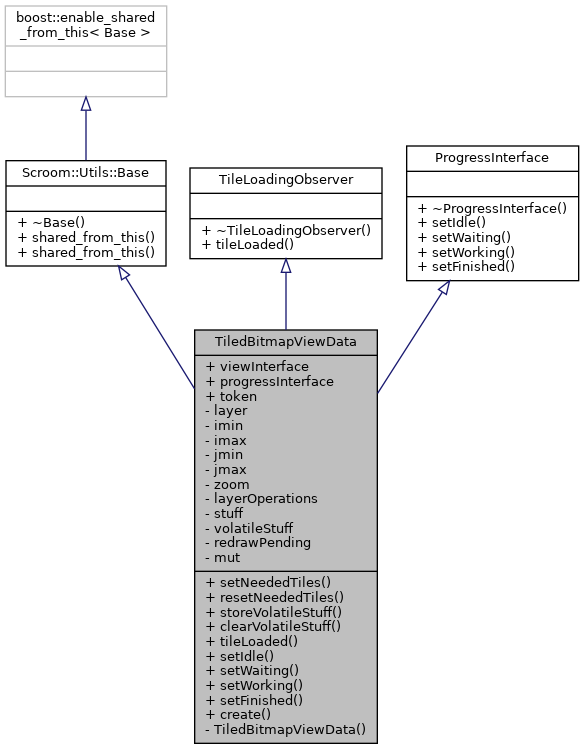 boost::enable_shared
_from_this< Base >
Scroom::Utils::Base
+ ~Base()
+ shared_from_this()
+ shared_from_this()
TileLoadingObserver
+ ~TileLoadingObserver()
+ tileLoaded()
ProgressInterface
+ ~ProgressInterface()
+ setIdle()
+ setWaiting()
+ setWorking()
+ setFinished()
TiledBitmapViewData
+ viewInterface
+ progressInterface
+ token
- layer
- imin
- imax
- jmin
- jmax
- zoom
- layerOperations
- stuff
- volatileStuff
- redrawPending
- mut
+ setNeededTiles()
+ resetNeededTiles()
+ storeVolatileStuff()
+ clearVolatileStuff()
+ tileLoaded()
+ setIdle()
+ setWaiting()
+ setWorking()
+ setFinished()
+ create()
- TiledBitmapViewData()